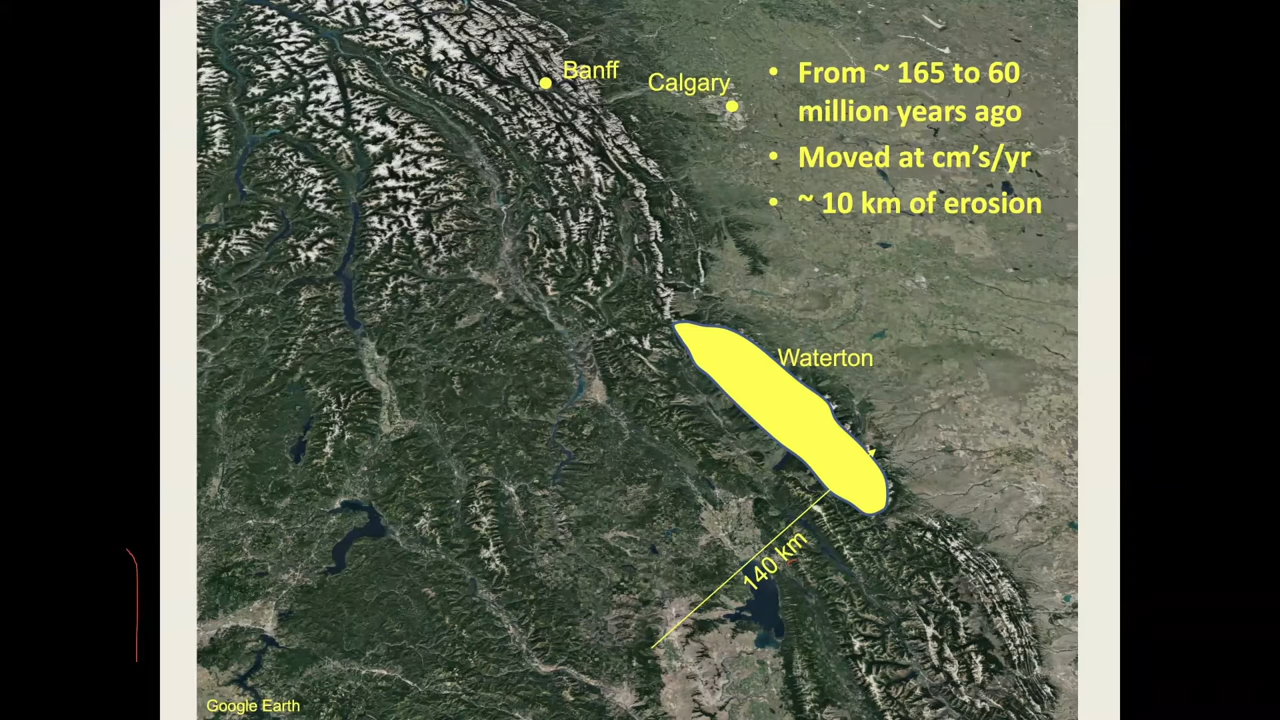 Banff
Calgary
• From ~ 165 to 60
million years ago
• Moved at cm's/yr
• ~ 10 km of erosion
Waterton
140 km
Google Earth